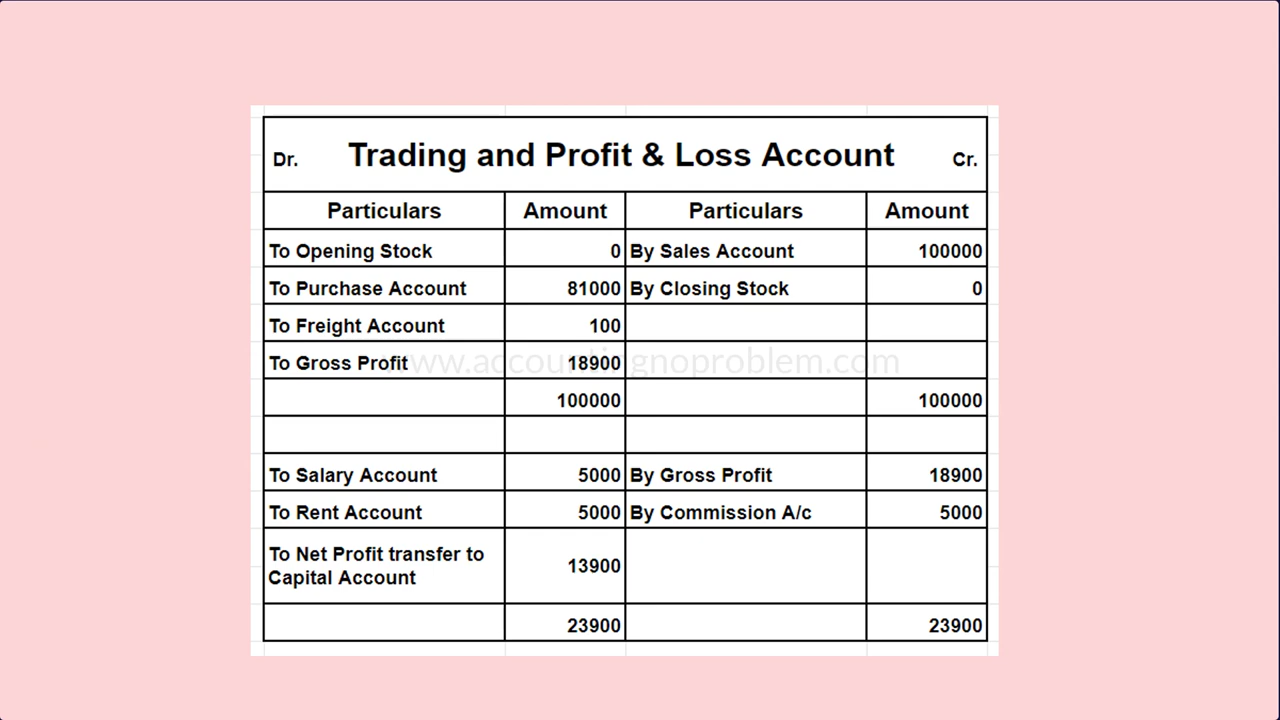 Dr. Trading and Profit & Loss Account Cr.
Particulars Amount Particulars Amount
To Opening Stock 0 By Sales Account 100000
To Purchase Account 81000 By Closing Stock 0
To Freight Account 100
To Gross Profit 18900
www.accountingnoproblem.com
100000 100000
To Salary Account 5000 By Gross Profit 18900
To Rent Account 5000 By Commission A/c 5000
To Net Profit transfer to
Capital Account 13900
23900 23900